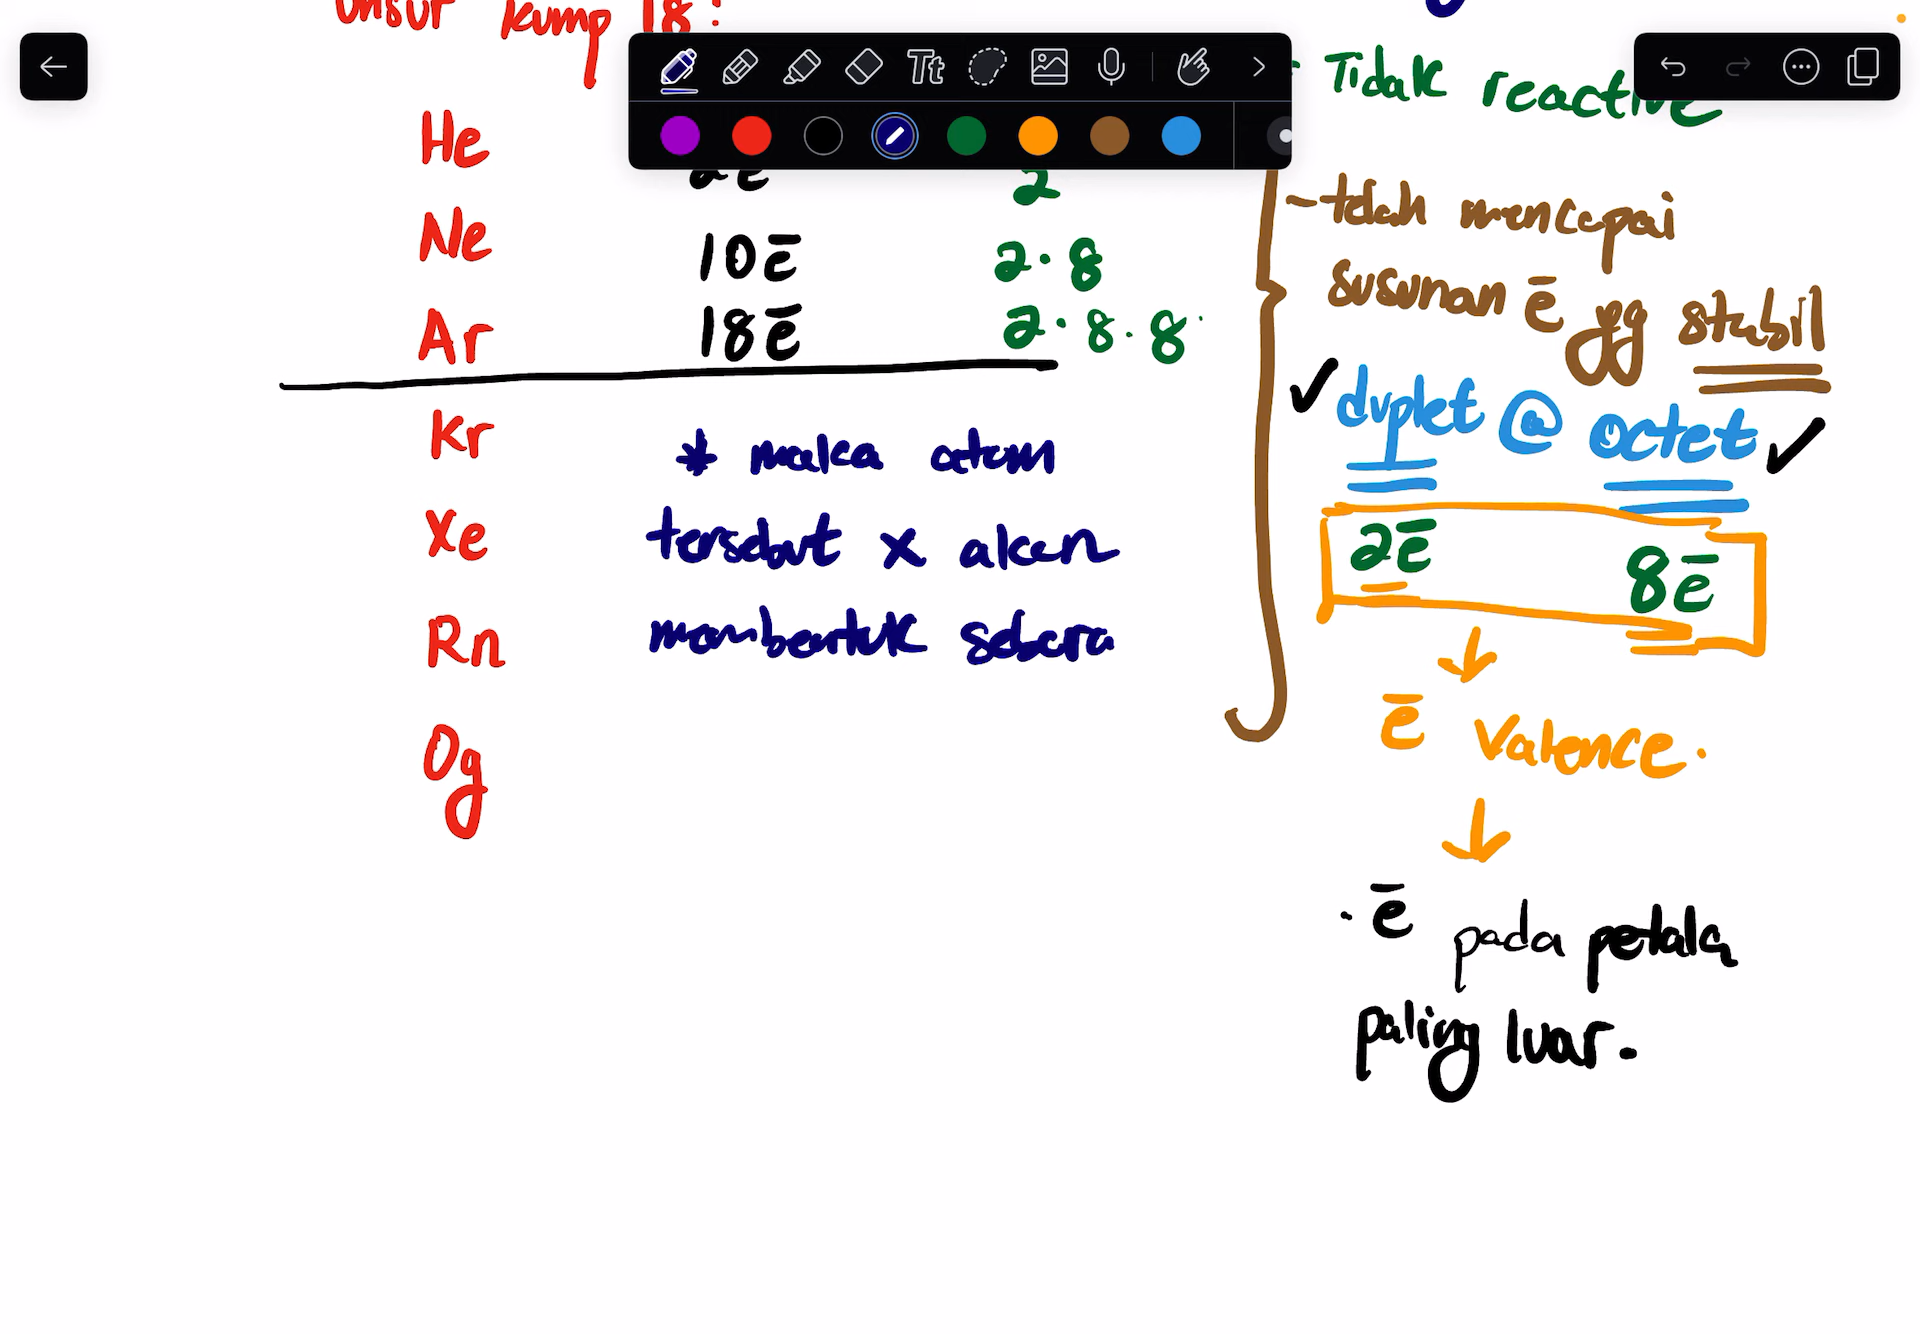 Unsur kump 18:
Tidak reactive
He 2ē 2
Ne 10ē 2·8
Ar 18ē 2·8·8
Kr
Xe
Rn
Og
* maka atom
tersebut x akan
membentuk sebara
- telah mencapai
susunan ē yg stabil
✓ duplet @ octet ✓
2ē 8ē
↓
ē Valence.
↓
· ē pada petala
paling luar.
Tt